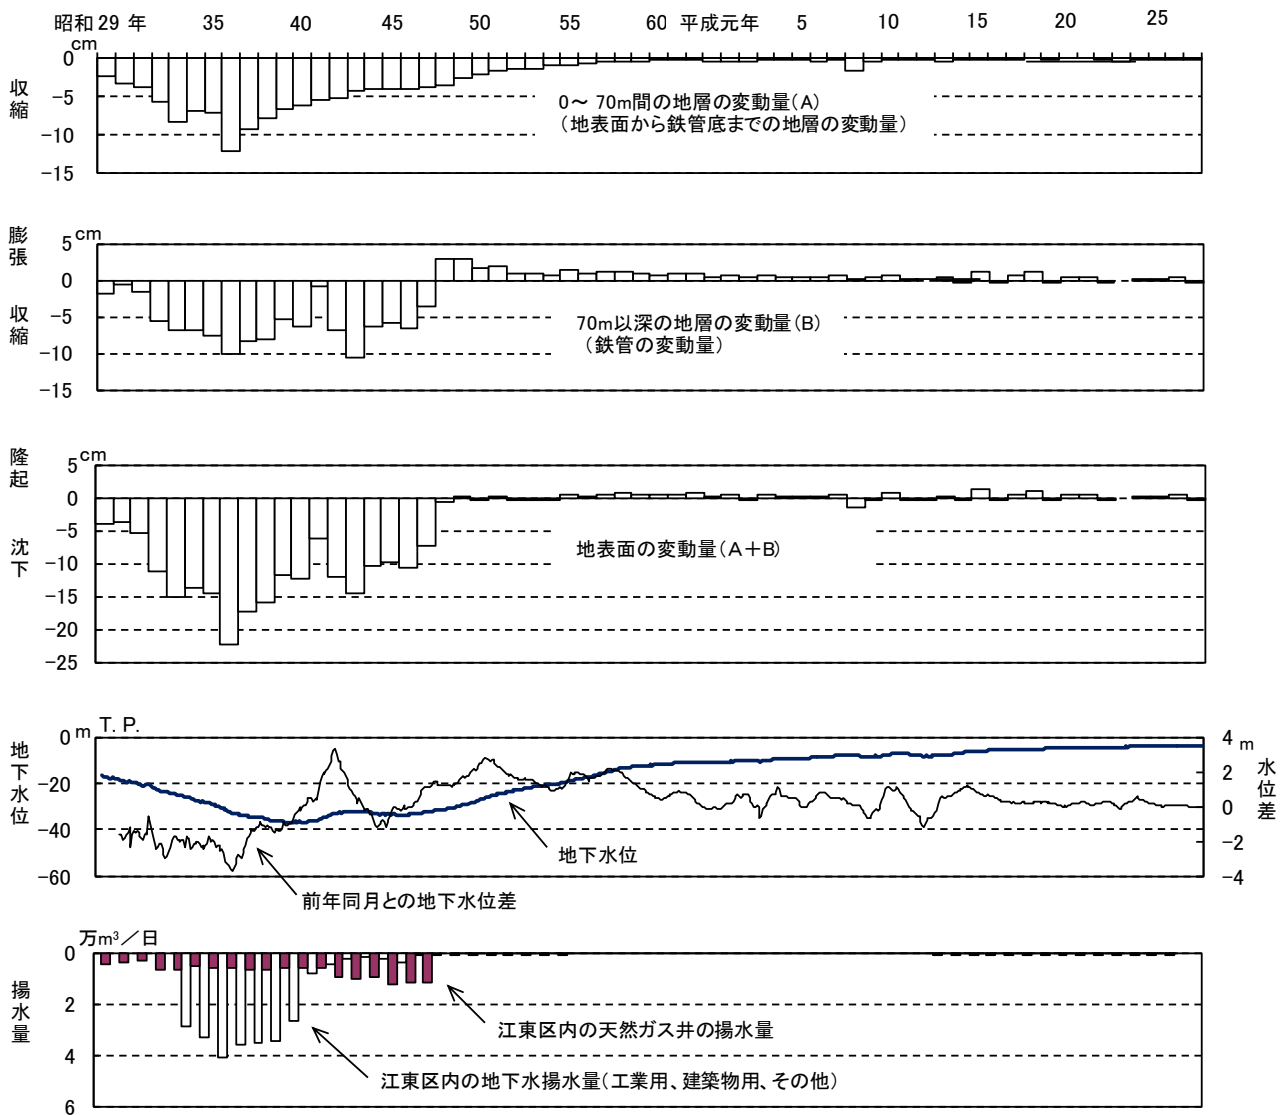 昭和29 年 35 40 45 50 55 60 平成元年 5 10 15 20 25
cm
0
-5
-10
-15
収縮
0～ 70m間の地層の変動量(A)
（地表面から鉄管底までの地層の変動量）
cm
5
0
-5
-10
-15
膨張
収縮
70m以深の地層の変動量(B)
（鉄管の変動量）
cm
5
0
-5
-10
-15
-20
-25
隆起
沈下
地表面の変動量(A＋B)
m T. P.
0
-20
-40
-60
地下水位
4 m
2
0
-2
-4
水位差
地下水位
前年同月との地下水位差
万m³／日
0
2
4
6
揚水量
江東区内の天然ガス井の揚水量
江東区内の地下水揚水量(工業用、建築物用、その他)